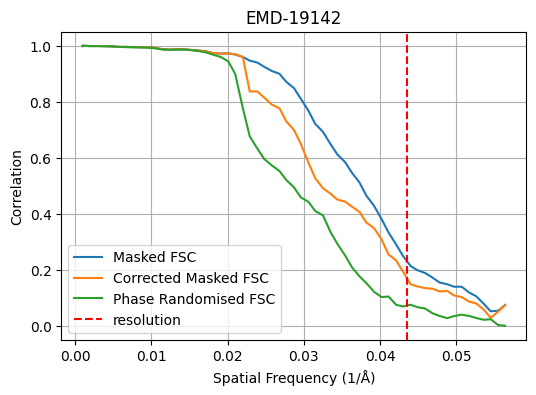 EMD-19142
1.0
0.8
0.6
0.4
0.2
0.0
Correlation
Masked FSC
Corrected Masked FSC
Phase Randomised FSC
resolution
0.00 0.01 0.02 0.03 0.04 0.05
Spatial Frequency (1/Å)